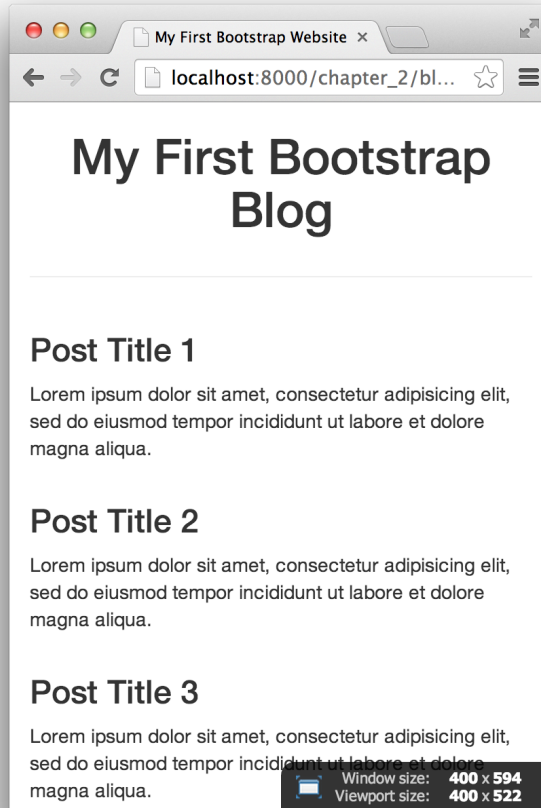 My First Bootstrap Website
localhost:8000/chapter_2/bl...
My First Bootstrap
Blog
Post Title 1
Lorem ipsum dolor sit amet, consectetur adipisicing elit,
sed do eiusmod tempor incididunt ut labore et dolore
magna aliqua.
Post Title 2
Lorem ipsum dolor sit amet, consectetur adipisicing elit,
sed do eiusmod tempor incididunt ut labore et dolore
magna aliqua.
Post Title 3
Lorem ipsum dolor sit amet, consectetur adipisicing elit,
sed do eiusmod tempor incididunt ut labore et dolore
magna aliqua.
Window size: 400 x 594
Viewport size: 400 x 522